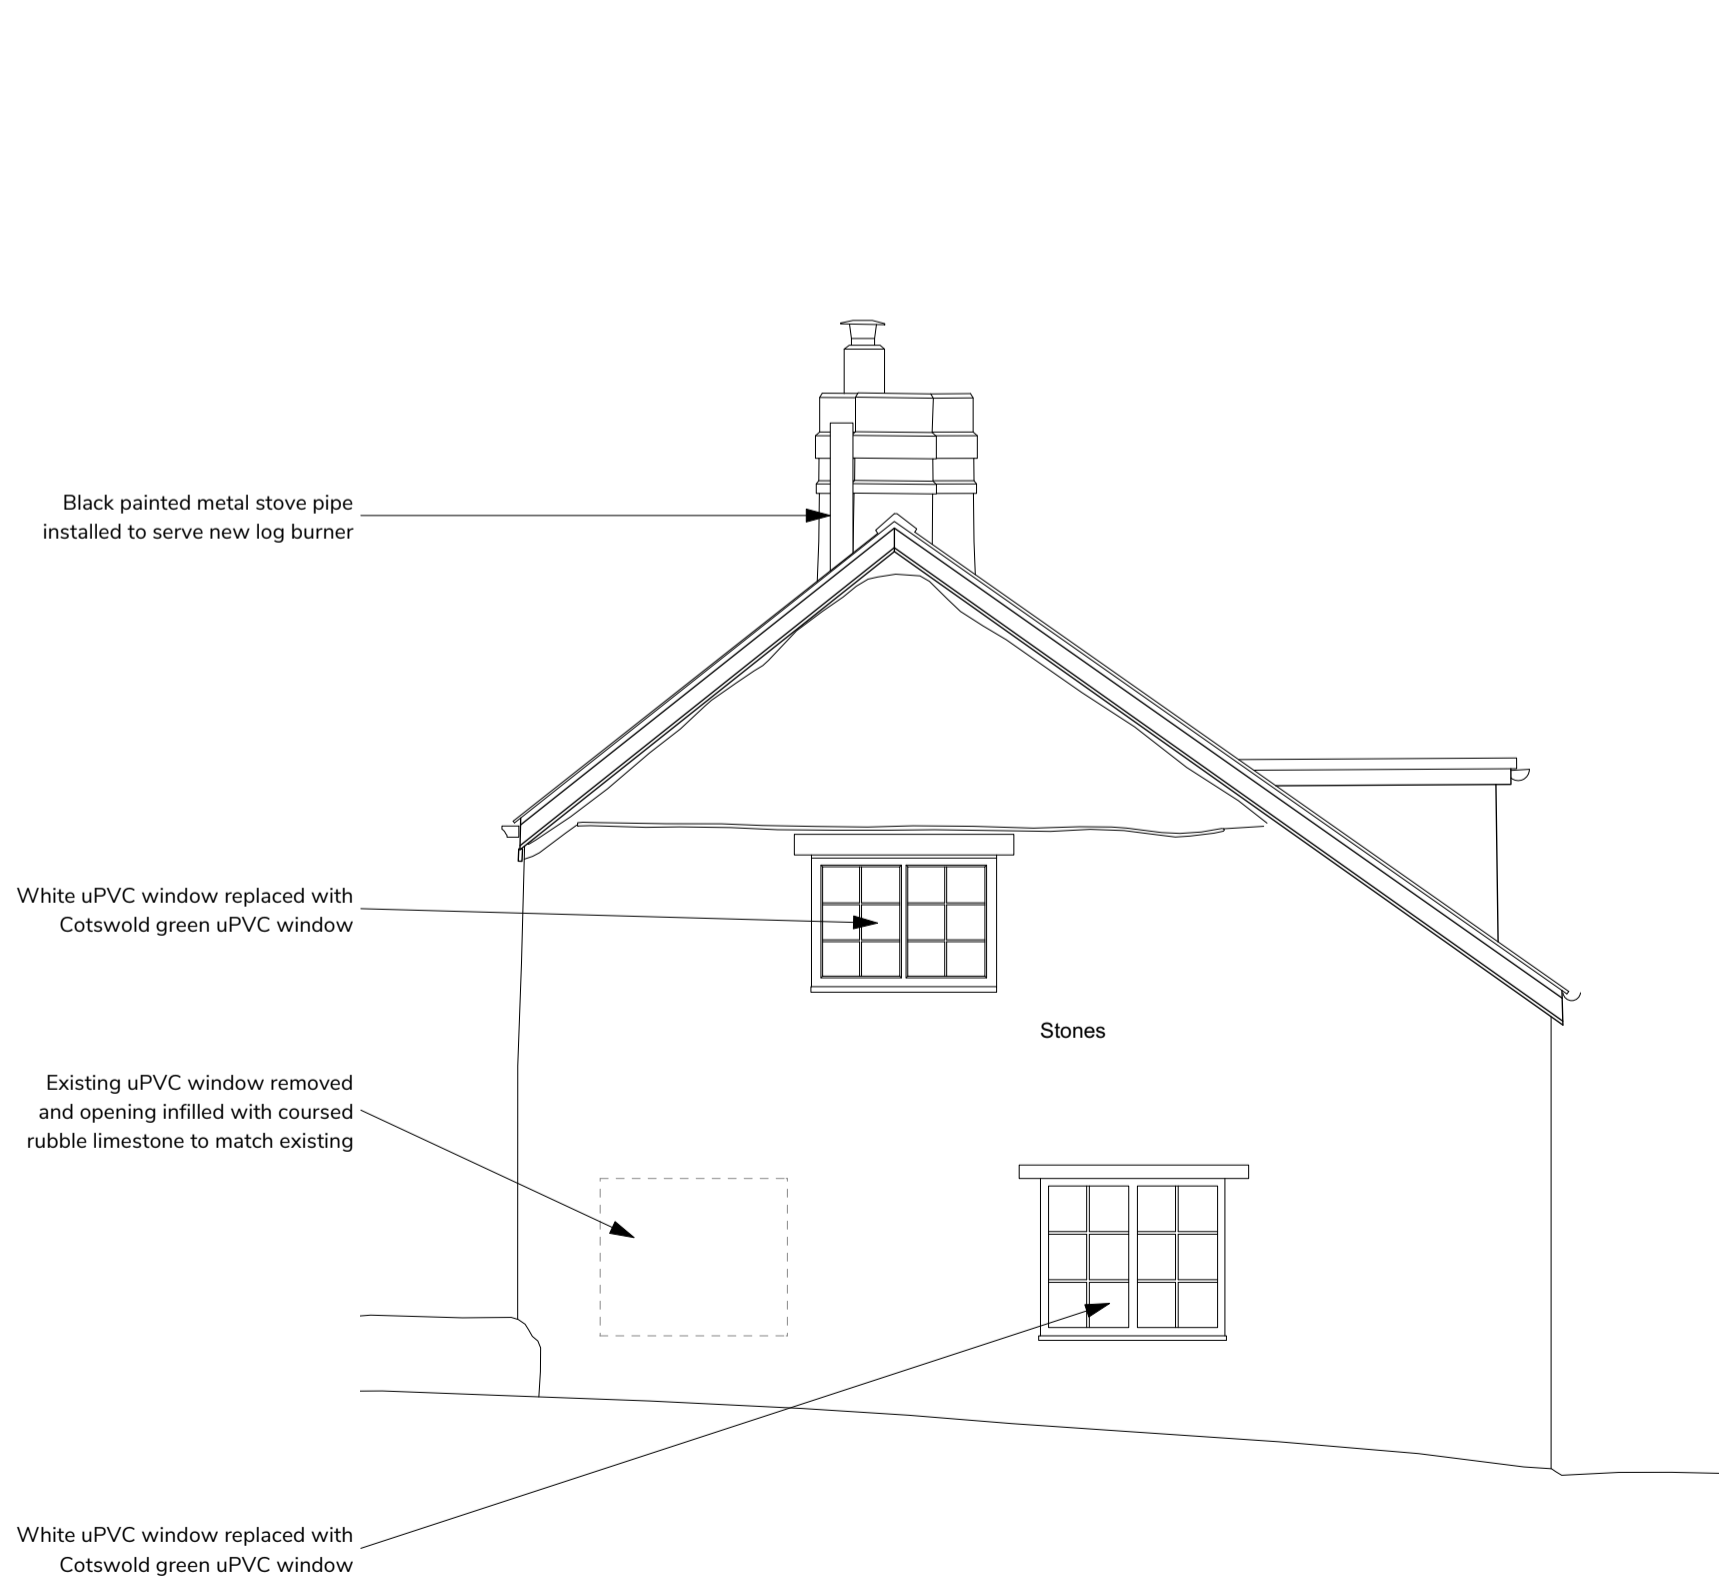 Black painted metal stove pipe
installed to serve new log burner
White uPVC window replaced with
Cotswold green uPVC window
Stones
Existing uPVC window removed
and opening infilled with coursed
rubble limestone to match existing
White uPVC window replaced with
Cotswold green uPVC window